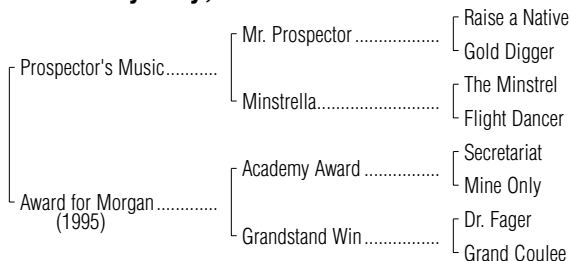 Raise a Native
Mr. Prospector ....................
Gold Digger
Prospector's Music...........
The Minstrel
Minstrella............................
Flight Dancer
Secretariat
Academy Award .................
Mine Only
Award for Morgan .............
(1995)
Dr. Fager
Grandstand Win.................
Grand Coulee